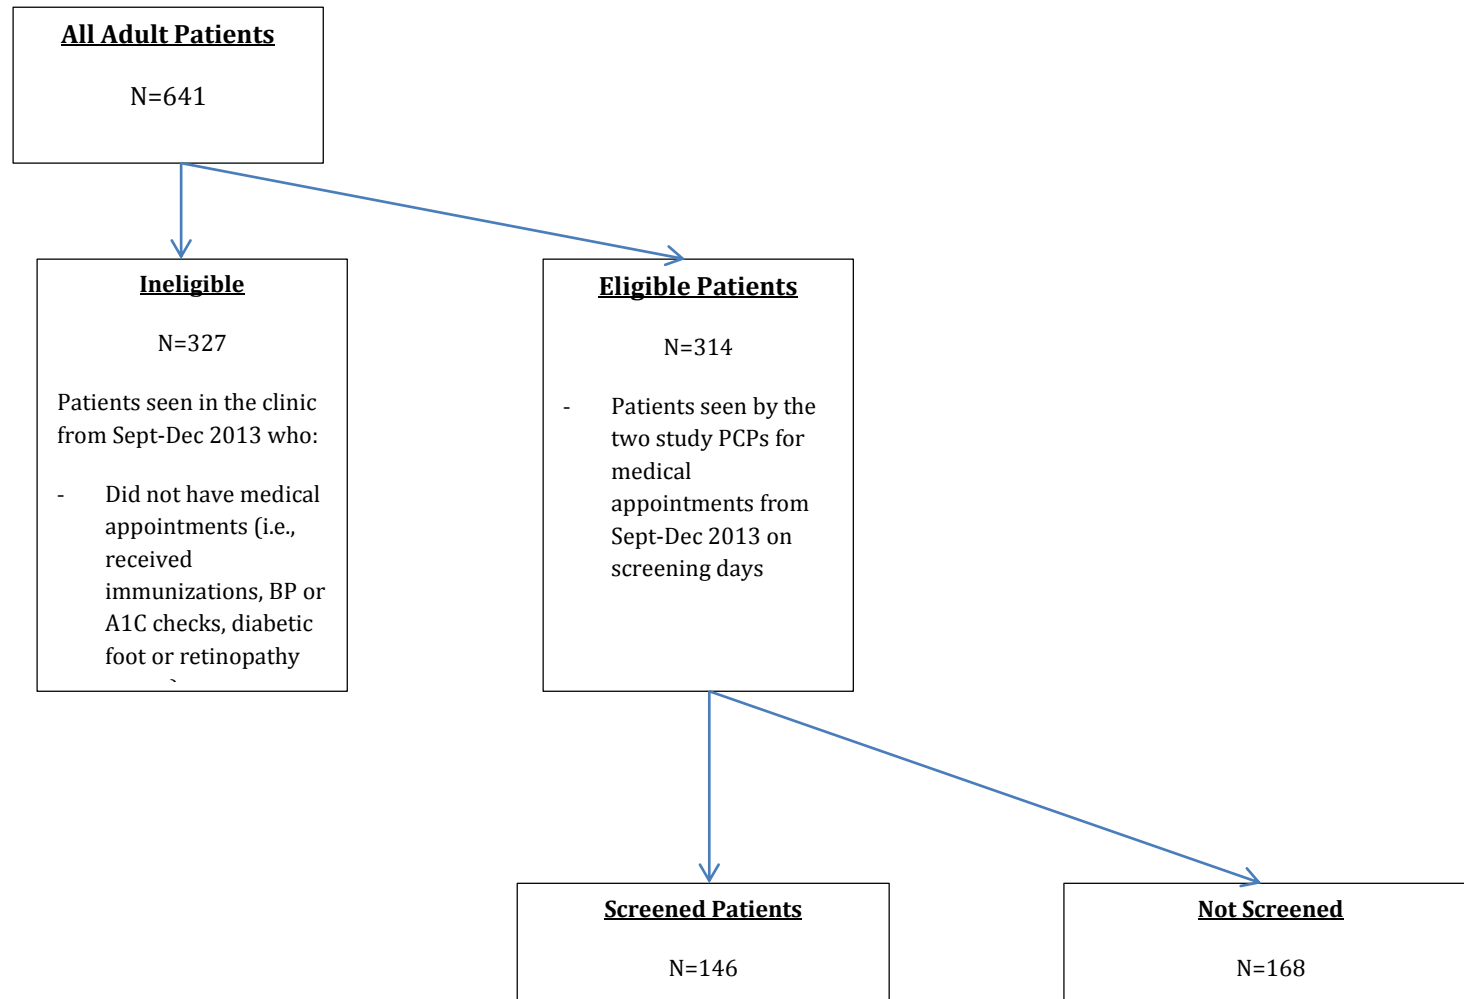 All Adult Patients
N=641
Ineligible
N=327
Patients seen in the clinic
from Sept-Dec 2013 who:
- Did not have medical
appointments (i.e.,
received
immunizations, BP or
A1C checks, diabetic
foot or retinopathy
Eligible Patients
N=314
- Patients seen by the
two study PCPs for
medical
appointments from
Sept-Dec 2013 on
screening days
Screened Patients
N=146
Not Screened
N=168